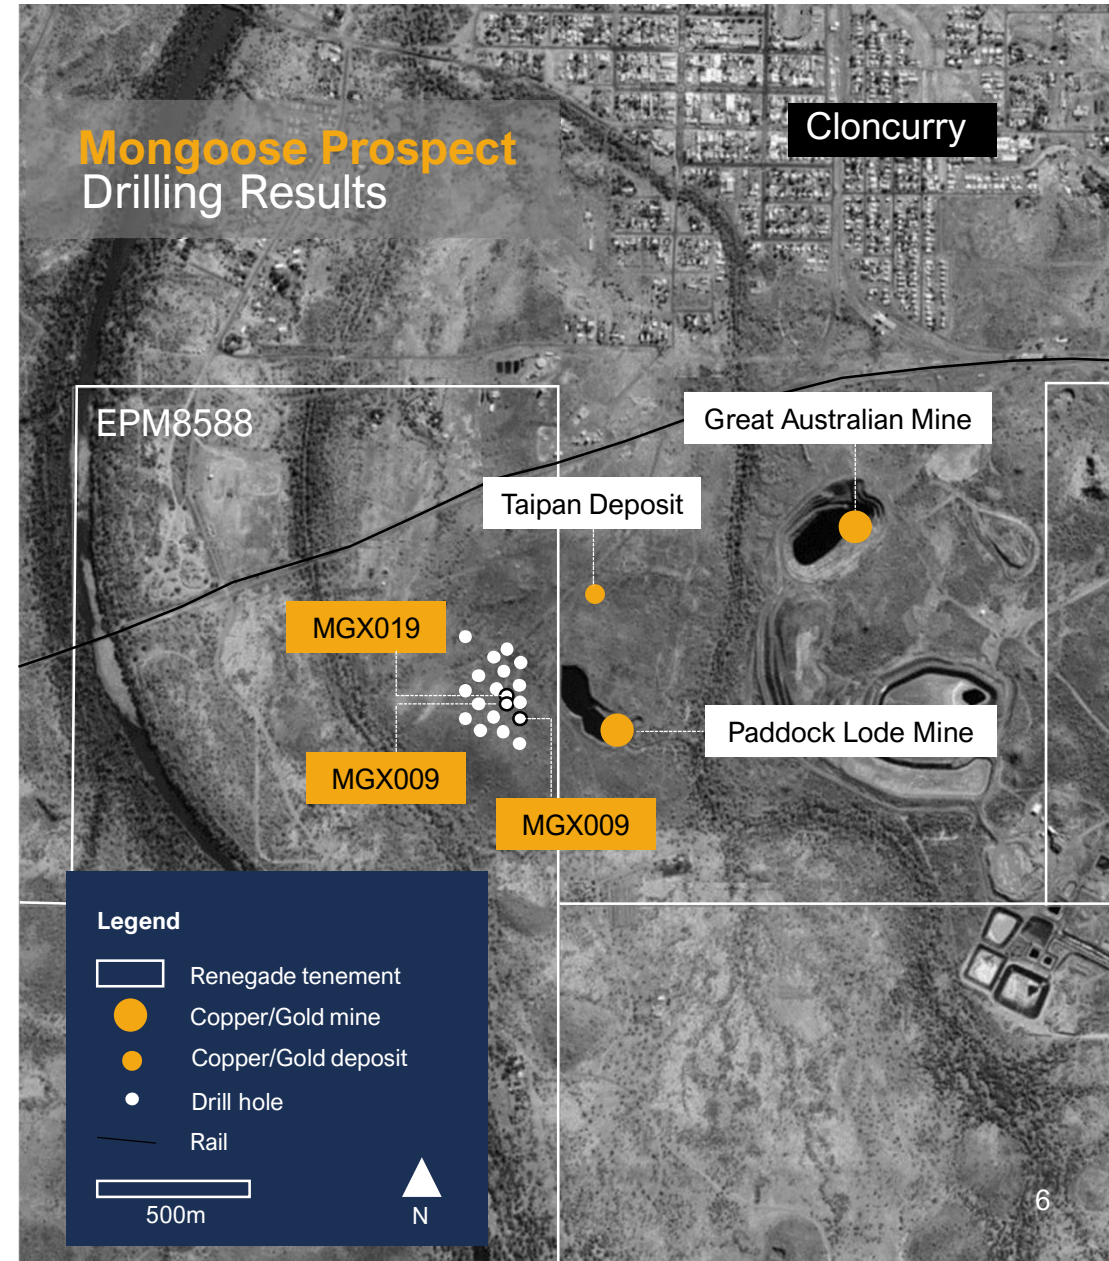 Cloncurry
Mongoose Prospect
Drilling Results
EPM8588
Great Australian Mine
Taipan Deposit
MGX019
Paddock Lode Mine
MGX009
MGX009
Legend
Renegade tenement
Copper/Gold mine
Copper/Gold deposit
Drill hole
Rail
500m
N
6